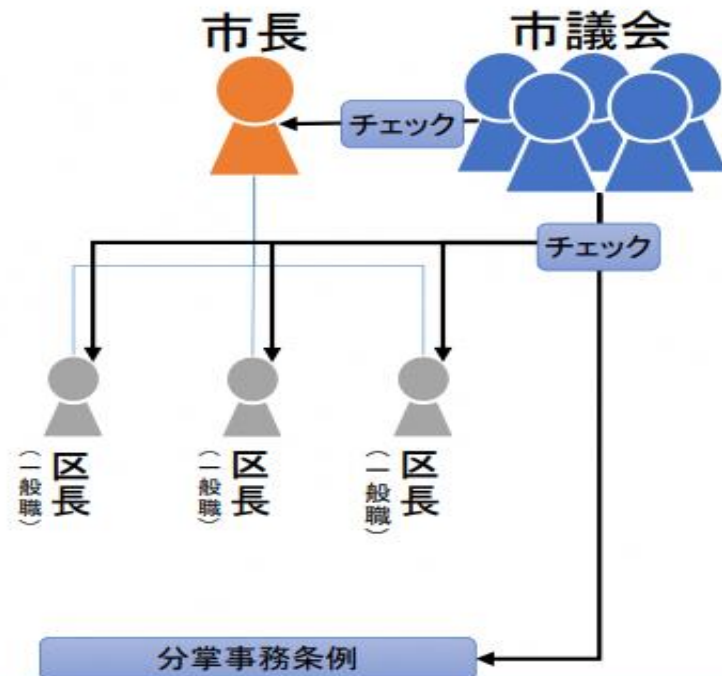 市長
市議会
チェック
チェック
区長
（一般職）
区長
（一般職）
区長
（一般職）
分掌事務条例